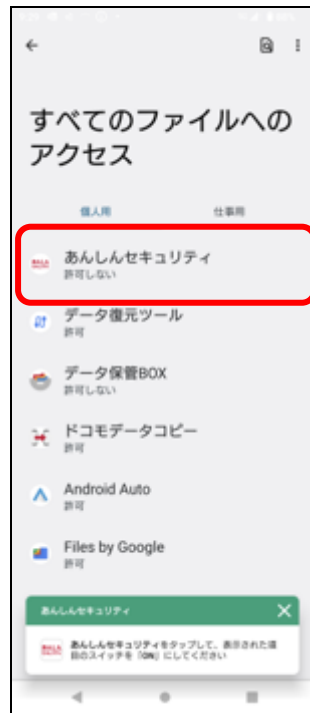 すべてのファイルへの
アクセス
個人用 仕事用
あんしんセキュリティ
許可しない
データ復元ツール
許可
データ保管BOX
許可しない
ドコモデータコピー
許可
Android Auto
許可
Files by Google
許可
あんしんセキュリティ
あんしんセキュリティをタップして、表示された項
目のスイッチを「ON」にしてください